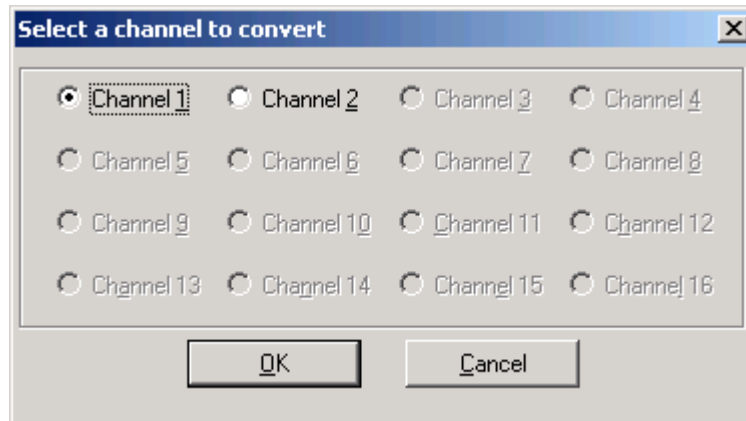 Select a channel to convert
Channel 1 Channel 2 Channel 3 Channel 4
Channel 5 Channel 6 Channel 7 Channel 8
Channel 9 Channel 10 Channel 11 Channel 12
Channel 13 Channel 14 Channel 15 Channel 16
OK Cancel